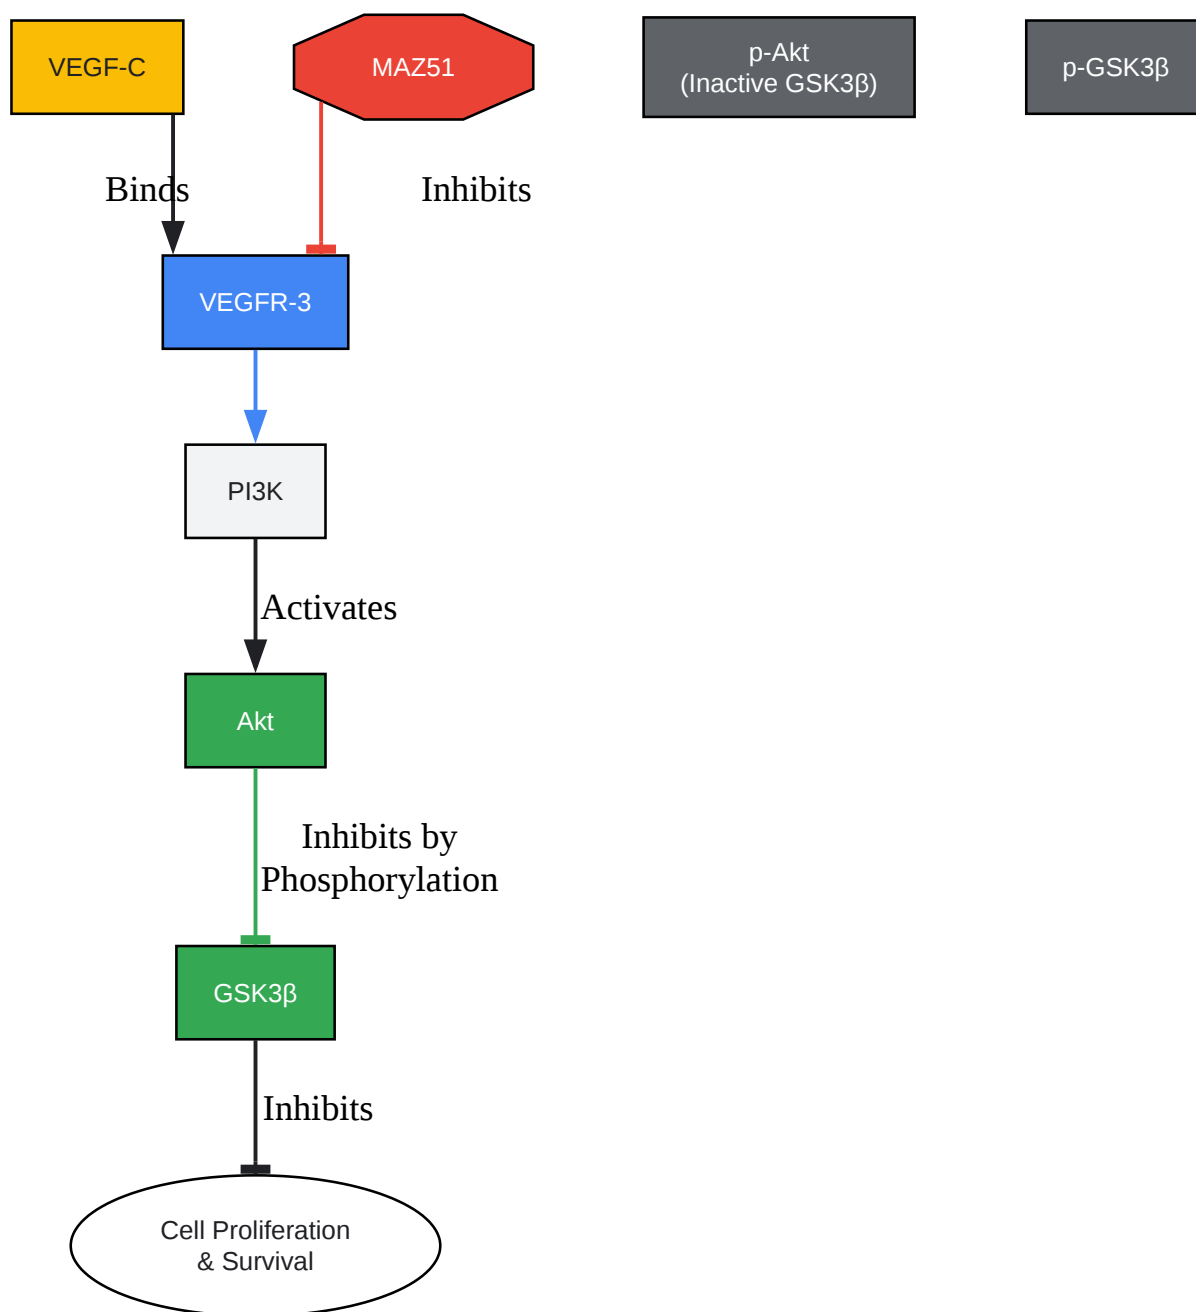 VEGF-C
MAZ51
p-Akt
(Inactive GSK3β)
p-GSK3β
Binds
Inhibits
VEGFR-3
PI3K
Activates
Akt
Inhibits by
Phosphorylation
GSK3β
Inhibits
Cell Proliferation
& Survival